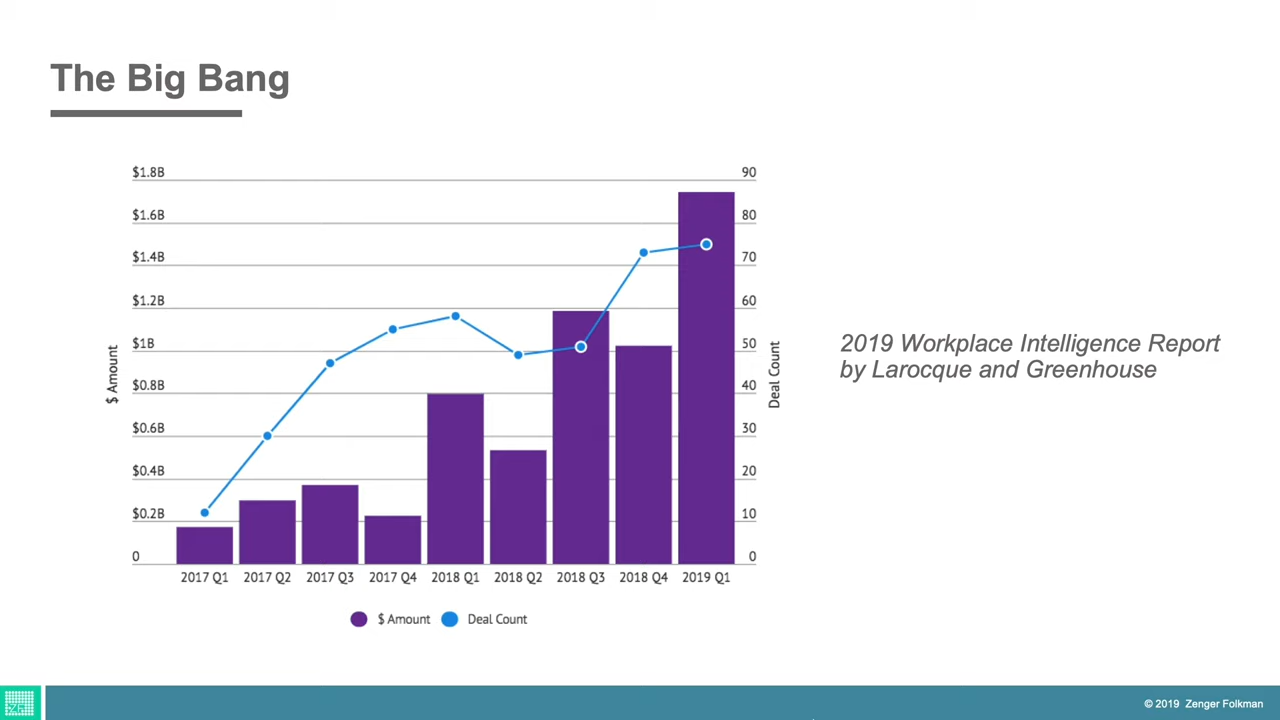 The Big Bang
$1.8B
$1.6B
$1.4B
$1.2B
$1B
$0.8B
$0.6B
$0.4B
$0.2B
0
$ Amount
90
80
70
60
50
40
30
20
10
0
Deal Count
2017 Q1 2017 Q2 2017 Q3 2017 Q4 2018 Q1 2018 Q2 2018 Q3 2018 Q4 2019 Q1
$ Amount Deal Count
2019 Workplace Intelligence Report
by Larocque and Greenhouse
ZF
© 2019 Zenger Folkman